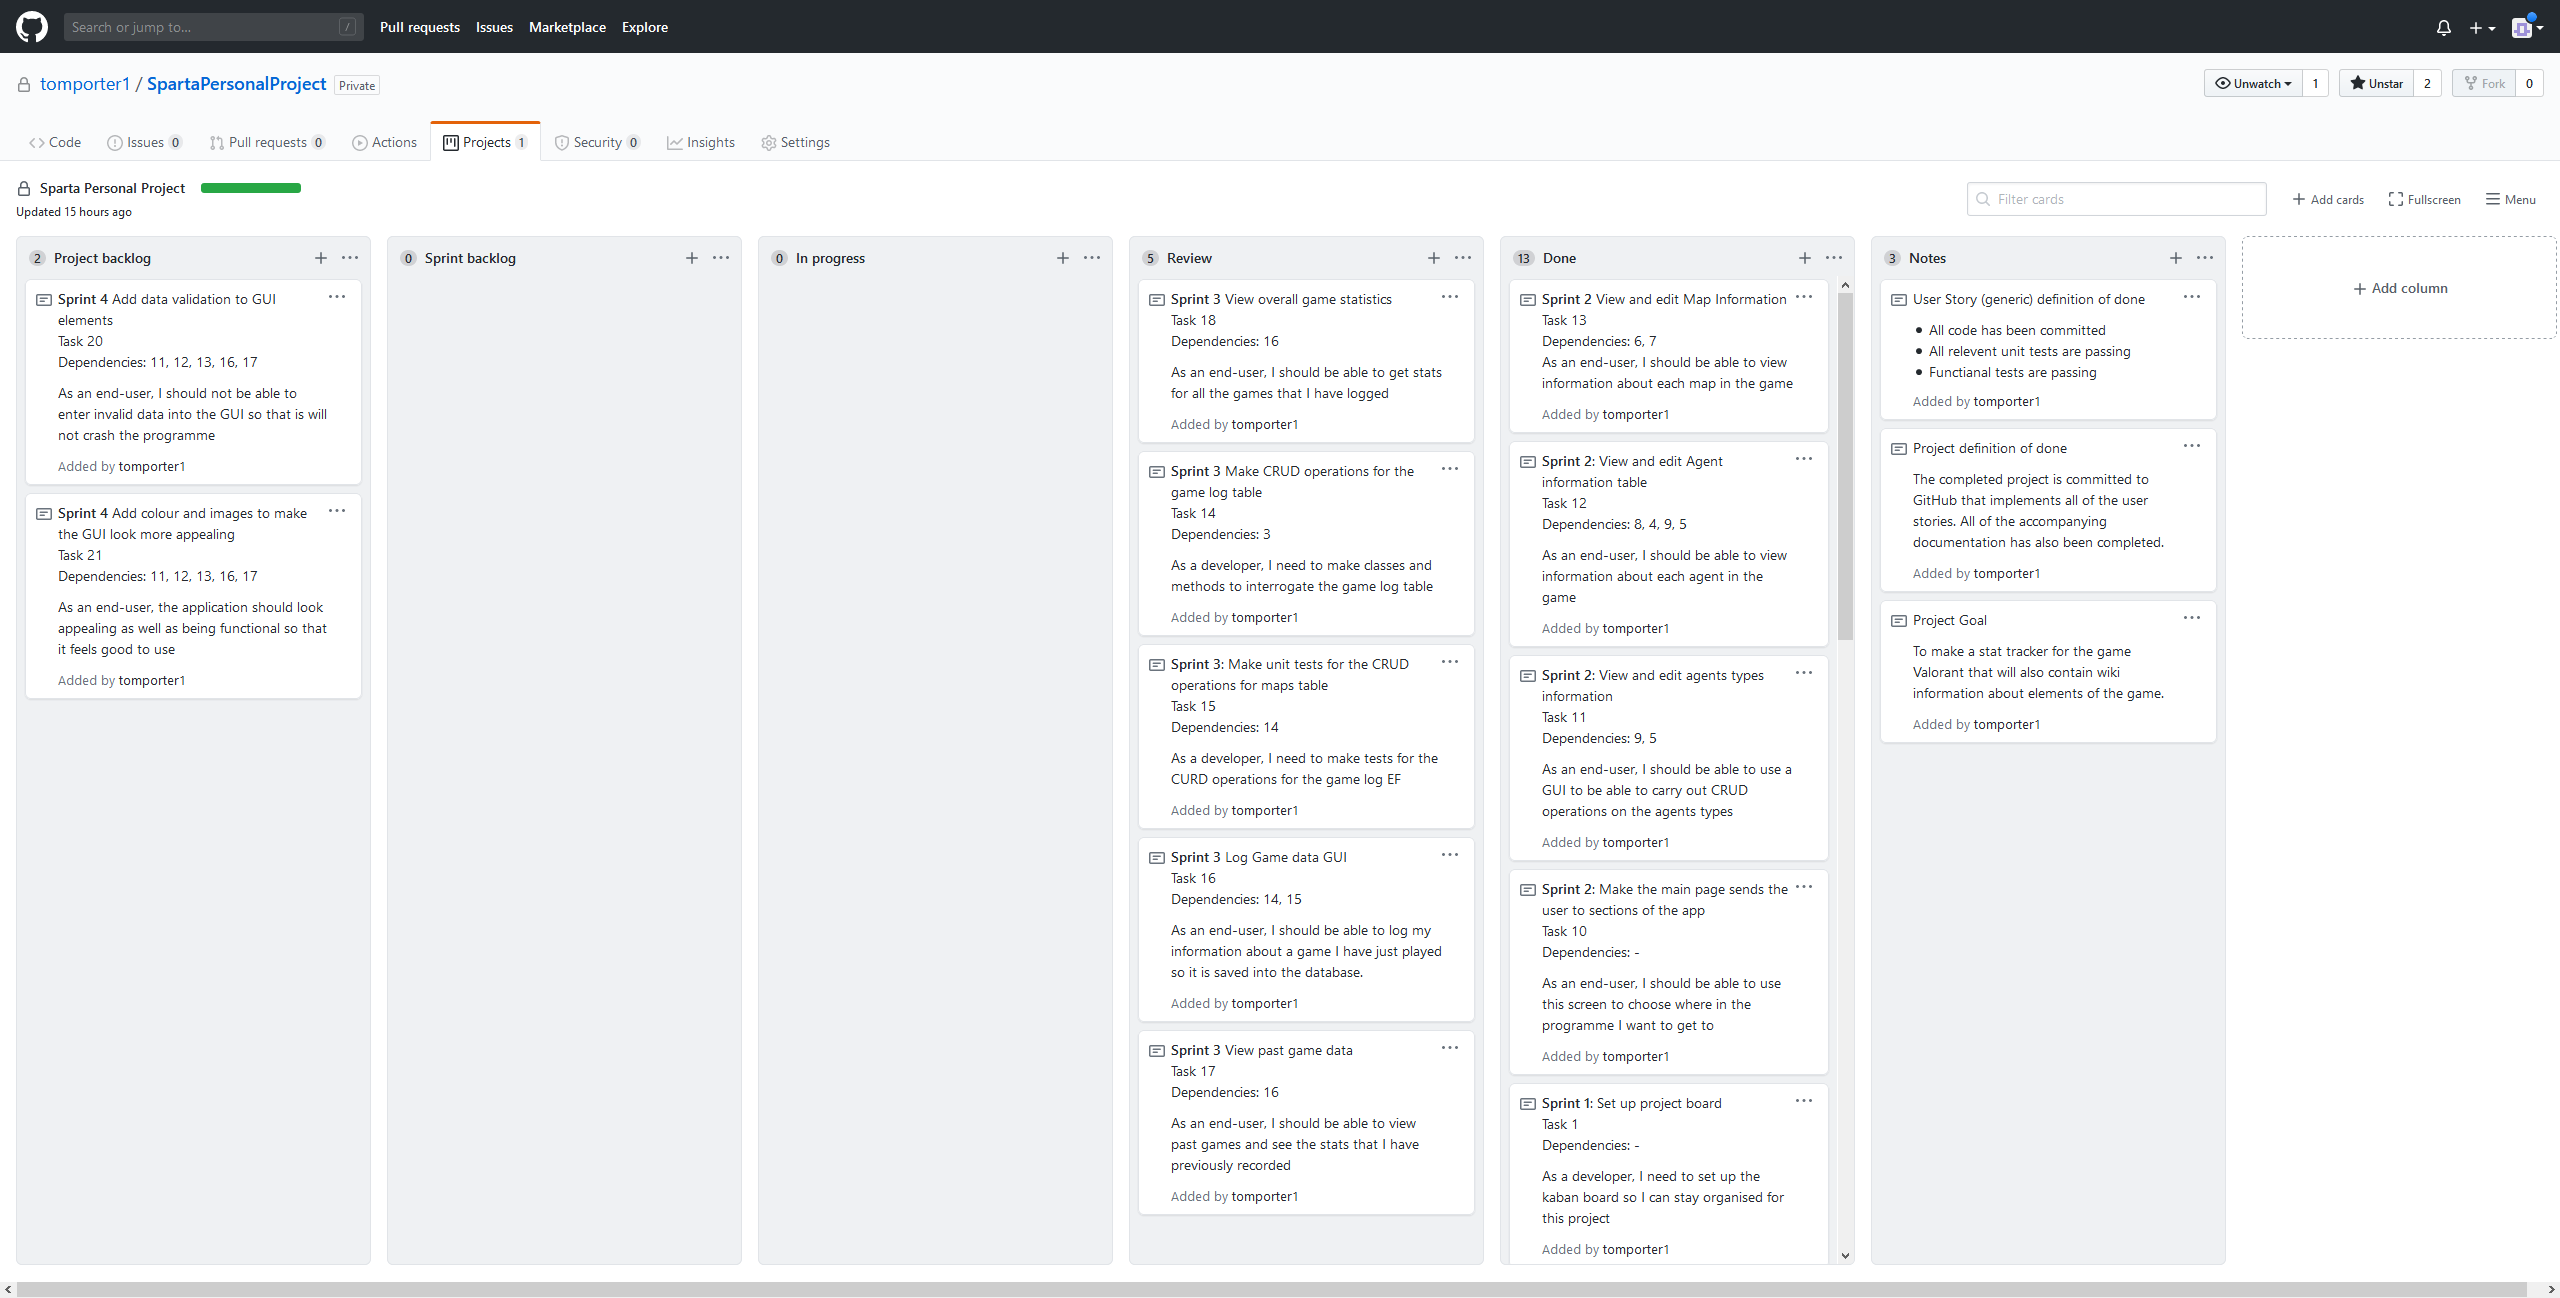 Search or jump to... /
Pull requests Issues Marketplace Explore
tomporter1 / SpartaPersonalProject Private
Unwatch 1 Unstar 2 Fork 0
Code Issues 0 Pull requests 0 Actions Projects 1 Security 0 Insights Settings
Sparta Personal Project
Updated 15 hours ago
Filter cards
Add cards Fullscreen Menu
2 Project backlog
Sprint 4 Add data validation to GUI
elements
Task 20
Dependencies: 11, 12, 13, 16, 17
As an end-user, I should not be able to
enter invalid data into the GUI so that is will
not crash the programme
Added by tomporter1
Sprint 4 Add colour and images to make
the GUI look more appealing
Task 21
Dependencies: 11, 12, 13, 16, 17
As an end-user, the application should look
appealing as well as being functional so that
it feels good to use
Added by tomporter1
0 Sprint backlog
0 In progress
5 Review
Sprint 3 View overall game statistics
Task 18
Dependencies: 16
As an end-user, I should be able to get stats
for all the games that I have logged
Added by tomporter1
Sprint 3 Make CRUD operations for the
game log table
Task 14
Dependencies: 3
As a developer, I need to make classes and
methods to interrogate the game log table
Added by tomporter1
Sprint 3: Make unit tests for the CRUD
operations for maps table
Task 15
Dependencies: 14
As a developer, I need to make tests for the
CURD operations for the game log EF
Added by tomporter1
Sprint 3 Log Game data GUI
Task 16
Dependencies: 14, 15
As an end-user, I should be able to log my
information about a game I have just played
so it is saved into the database.
Added by tomporter1
Sprint 3 View past game data
Task 17
Dependencies: 16
As an end-user, I should be able to view
past games and see the stats that I have
previously recorded
Added by tomporter1
13 Done
Sprint 2 View and edit Map Information
Task 13
Dependencies: 6, 7
As an end-user, I should be able to view
information about each map in the game
Added by tomporter1
Sprint 2: View and edit Agent
information table
Task 12
Dependencies: 8, 4, 9, 5
As an end-user, I should be able to view
information about each agent in the
game
Added by tomporter1
Sprint 2: View and edit agents types
information
Task 11
Dependencies: 9, 5
As an end-user, I should be able to use a
GUI to be able to carry out CRUD
operations on the agents types
Added by tomporter1
Sprint 2: Make the main page sends the
user to sections of the app
Task 10
Dependencies: -
As an end-user, I should be able to use
this screen to choose where in the
programme I want to get to
Added by tomporter1
Sprint 1: Set up project board
Task 1
Dependencies: -
As a developer, I need to set up the
kaban board so I can stay organised for
this project
Added by tomporter1
3 Notes
User Story (generic) definition of done
• All code has been committed
• All relevent unit tests are passing
• Functianal tests are passing
Added by tomporter1
Project definition of done
The completed project is committed to
GitHub that implements all of the user
stories. All of the accompanying
documentation has also been completed.
Added by tomporter1
Project Goal
To make a stat tracker for the game
Valorant that will also contain wiki
information about elements of the game.
Added by tomporter1
Add column